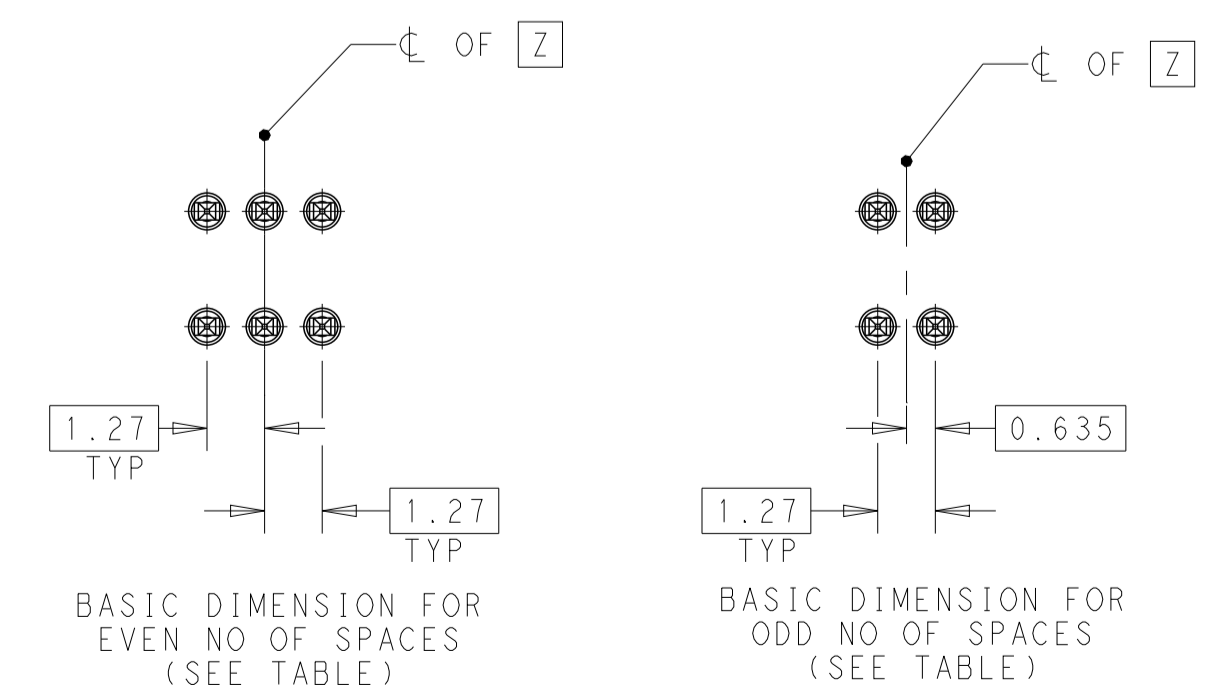 ℄ OF Z
1.27
TYP
1.27
TYP
BASIC DIMENSION FOR
EVEN NO OF SPACES
(SEE TABLE)
℄ OF Z
0.635
1.27
TYP
BASIC DIMENSION FOR
ODD NO OF SPACES
(SEE TABLE)